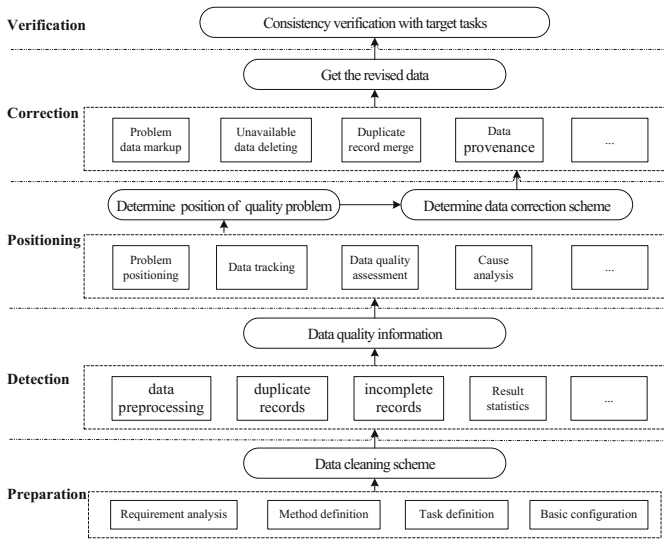 Verification
Consistency verification with target tasks
Get the revised data
Correction
Problem
data markup
Unavailable
data deleting
Duplicate
record merge
Data
provenance
...
Determine position of quality problem
Determine data correction scheme
Positioning
Problem
positioning
Data tracking
Data quality
assessment
Cause
analysis
...
Data quality information
Detection
data
preprocessing
duplicate
records
incomplete
records
Result
statistics
...
Data cleaning scheme
Preparation
Requirement analysis
Method definition
Task definition
Basic configuration